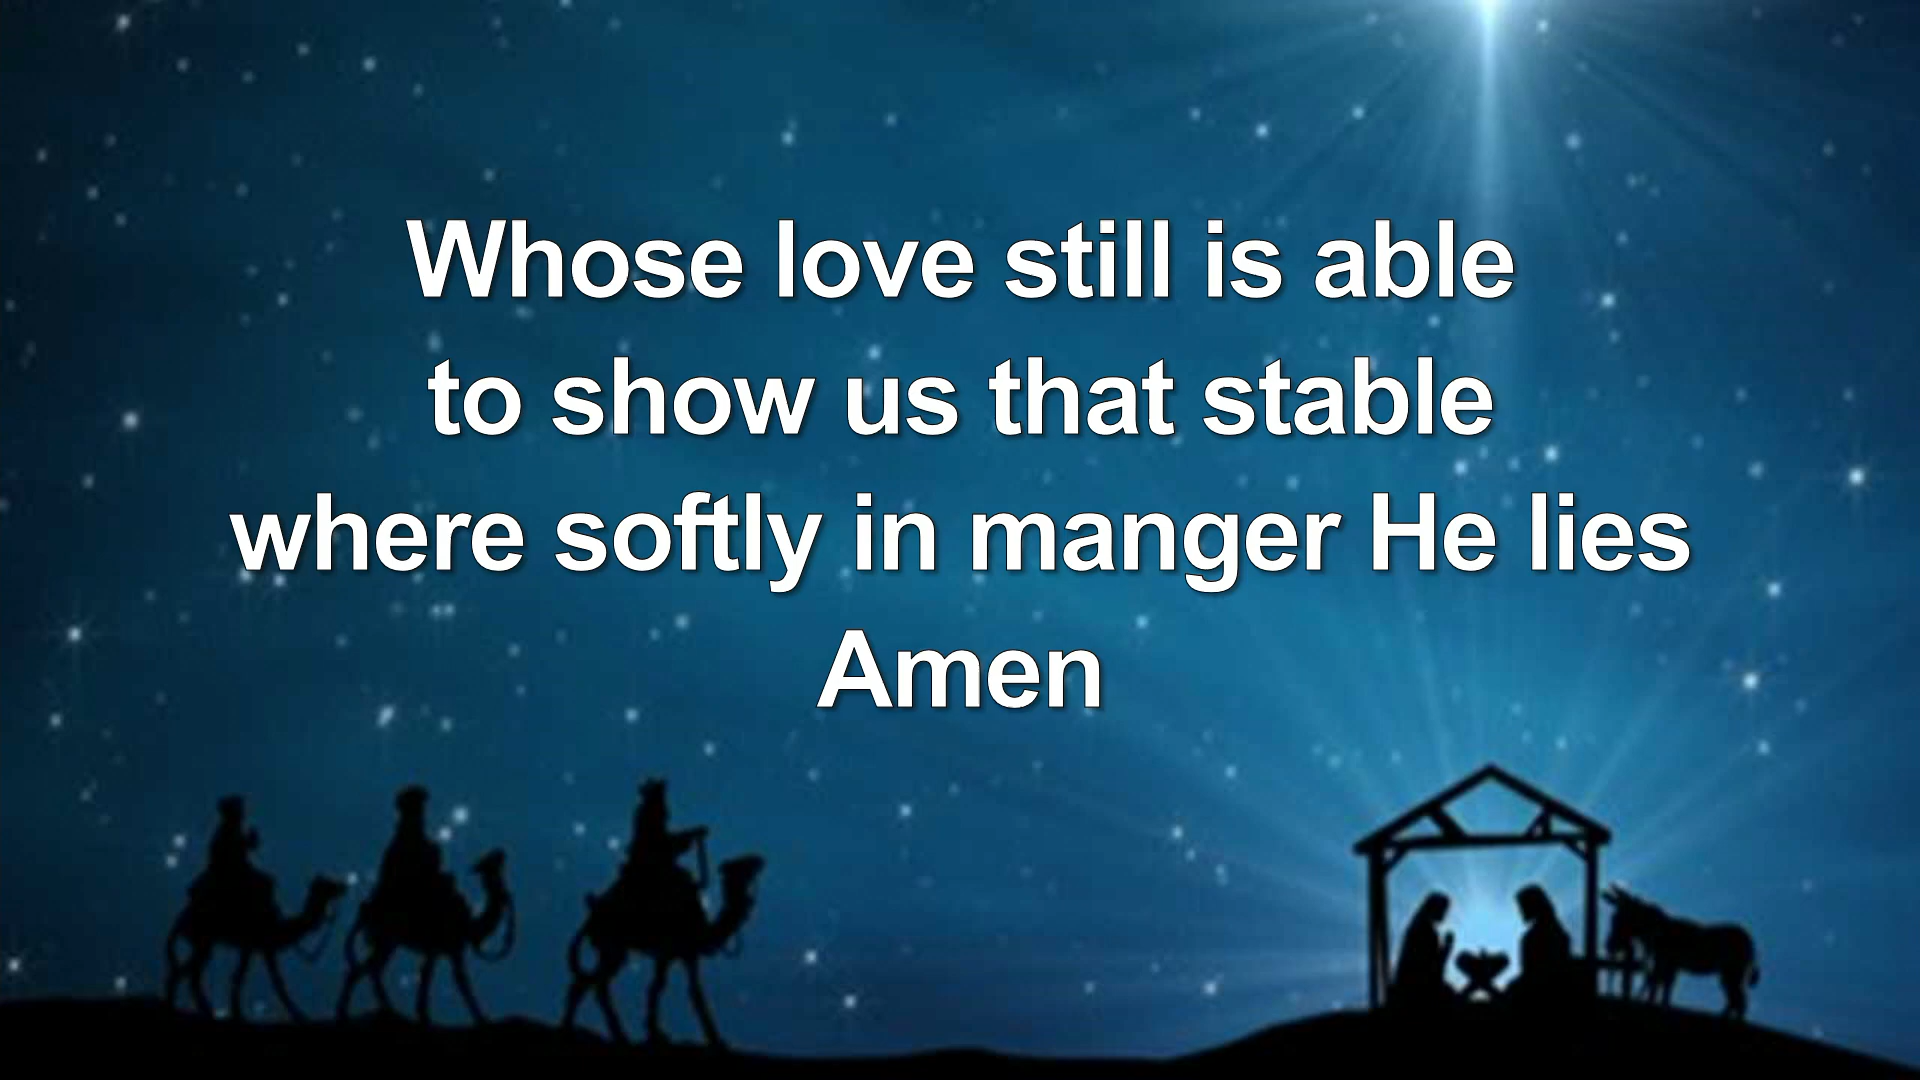 Whose love still is able
to show us that stable
where softly in manger He lies
Amen